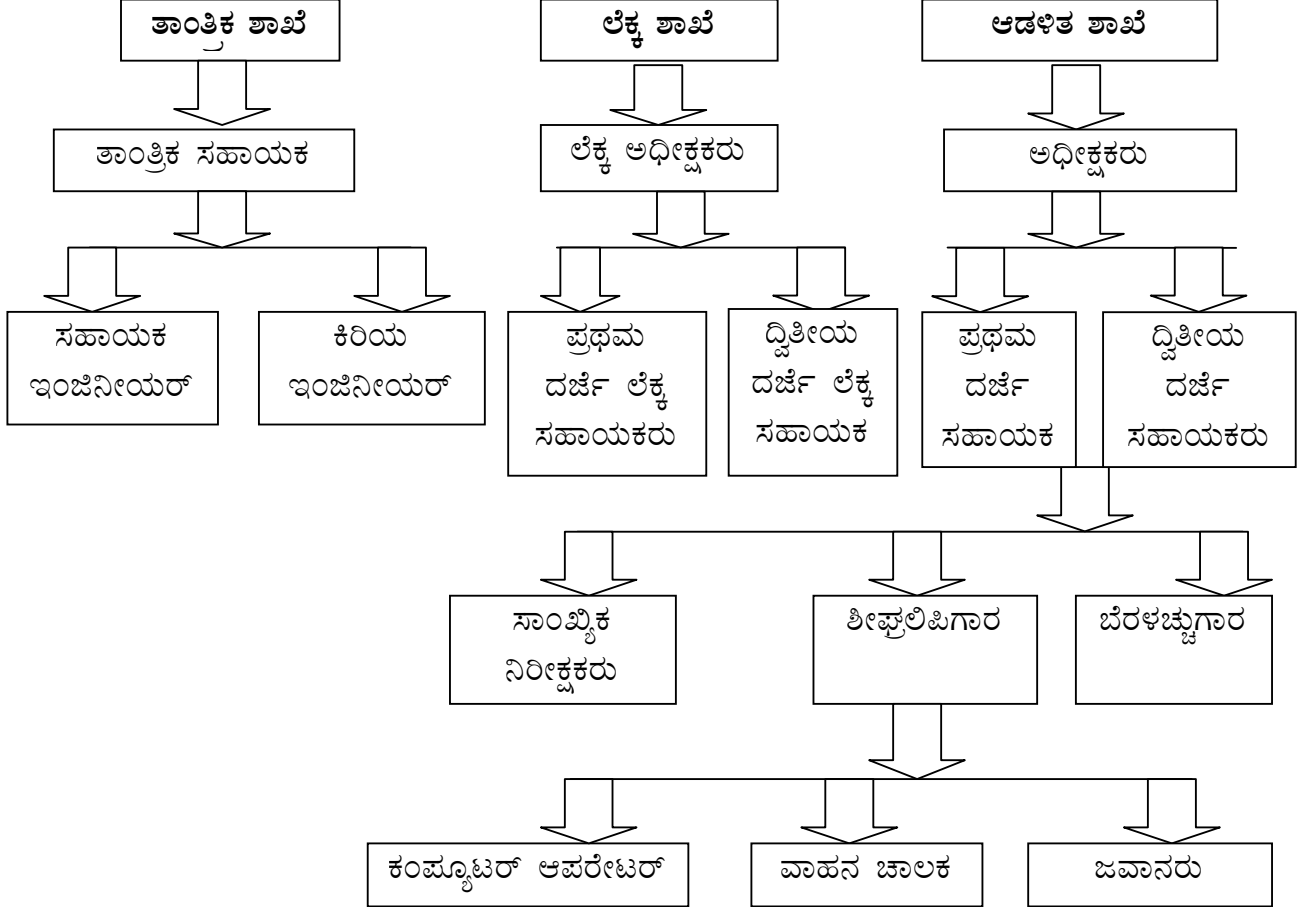 ತಾಂತ್ರಿಕ ಶಾಖೆ
ಲೆಕ್ಕ ಶಾಖೆ
ಆಡಳಿತ ಶಾಖೆ
ತಾಂತ್ರಿಕ ಸಹಾಯಕ
ಲೆಕ್ಕ ಅಧೀಕ್ಷಕರು
ಅಧೀಕ್ಷಕರು
ಸಹಾಯಕ
ಇಂಜಿನೀಯರ್
ಕಿರಿಯ
ಇಂಜಿನೀಯರ್
ಪ್ರಥಮ
ದರ್ಜೆ ಲೆಕ್ಕ
ಸಹಾಯಕರು
ದ್ವಿತೀಯ
ದರ್ಜೆ ಲೆಕ್ಕ
ಸಹಾಯಕ
ಪ್ರಥಮ
ದರ್ಜೆ
ಸಹಾಯಕ
ದ್ವಿತೀಯ
ದರ್ಜೆ
ಸಹಾಯಕರು
ಸಾಂಖ್ಯಿಕ
ನಿರೀಕ್ಷಕರು
ಶೀಘ್ರಲಿಪಿಗಾರ
ಬೆರಳಚ್ಚುಗಾರ
ಕಂಪ್ಯೂಟರ್ ಆಪರೇಟರ್
ವಾಹನ ಚಾಲಕ
ಜವಾನರು